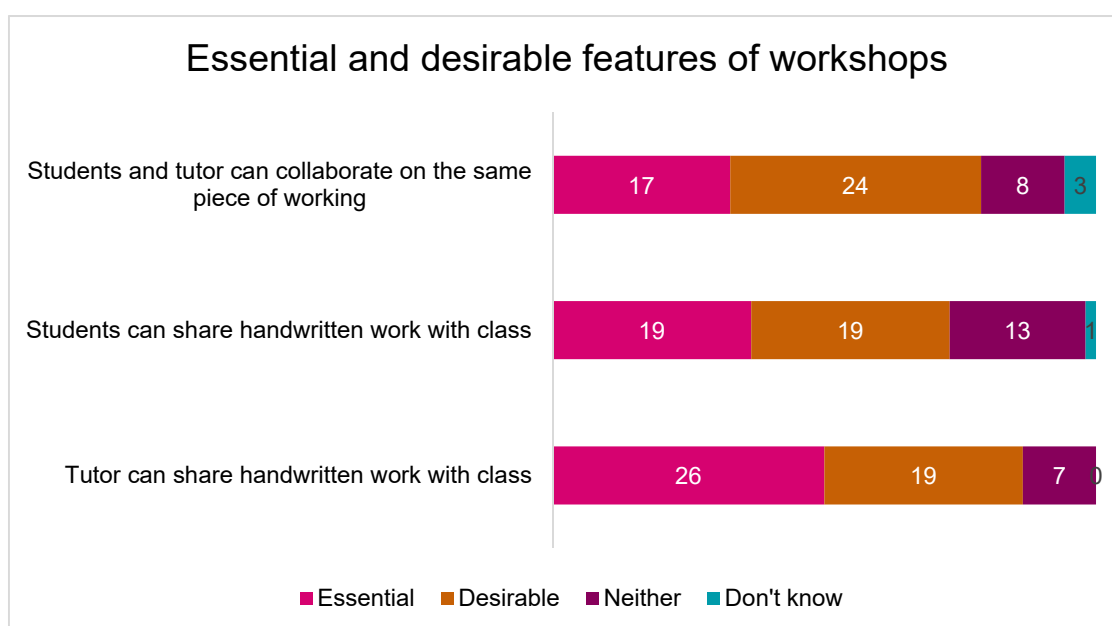 Essential and desirable features of workshops
Students and tutor can collaborate on the same
piece of working
17 24 8 3
Students can share handwritten work with class
19 19 13 1
Tutor can share handwritten work with class
26 19 7 0
Essential Desirable Neither Don't know